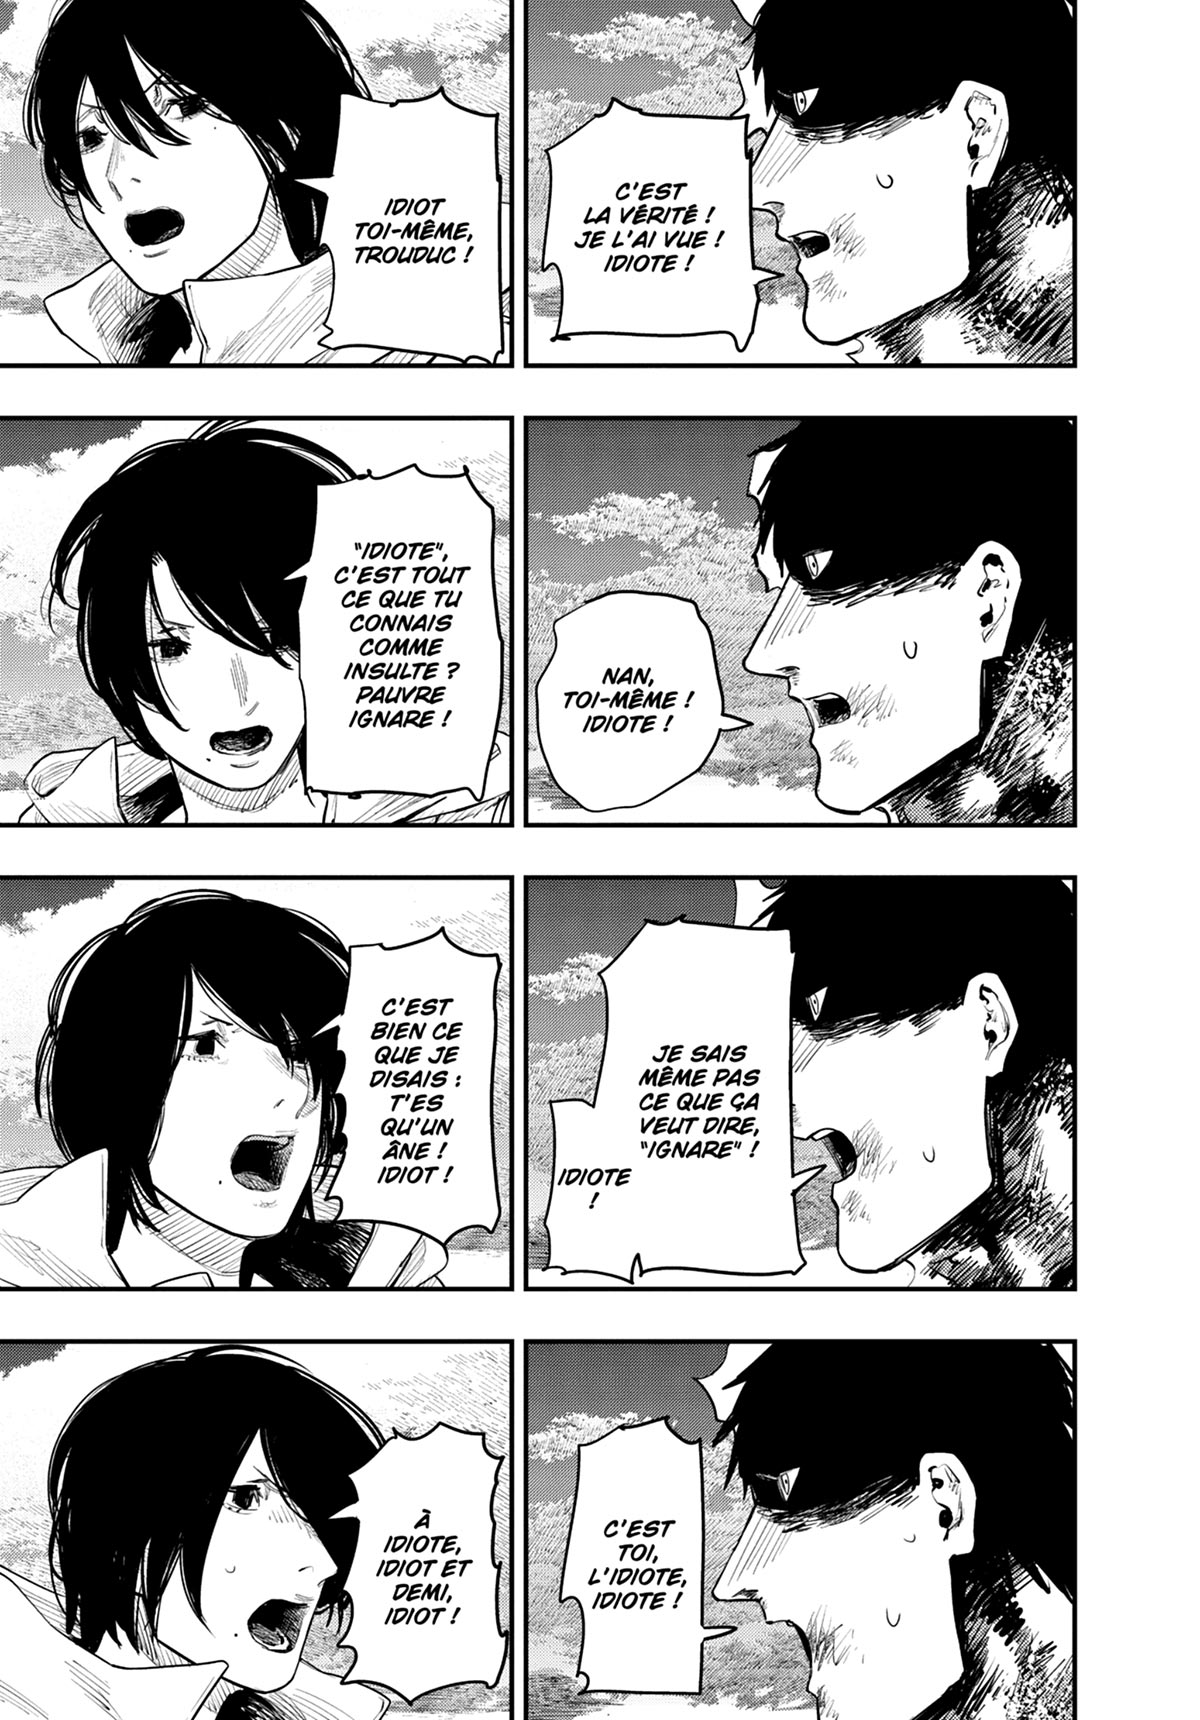 C'EST
LA VÉRITÉ !
JE L'AI VUE !
IDIOTE !
IDIOT
TOI-MÊME,
TROUDUC !
NAN,
TOI-MÊME !
IDIOTE !
"IDIOTE",
C'EST TOUT
CE QUE TU
CONNAIS
COMME
INSULTE ?
PAUVRE
IGNARE !
JE SAIS
MÊME PAS
CE QUE ÇA
VEUT DIRE,
"IGNARE" !
IDIOTE
!
C'EST
BIEN CE
QUE JE
DISAIS :
T'ES
QU'UN
ÂNE !
IDIOT !
C'EST
TOI,
L'IDIOTE,
IDIOTE !
À
IDIOTE,
IDIOT ET
DEMI,
IDIOT !